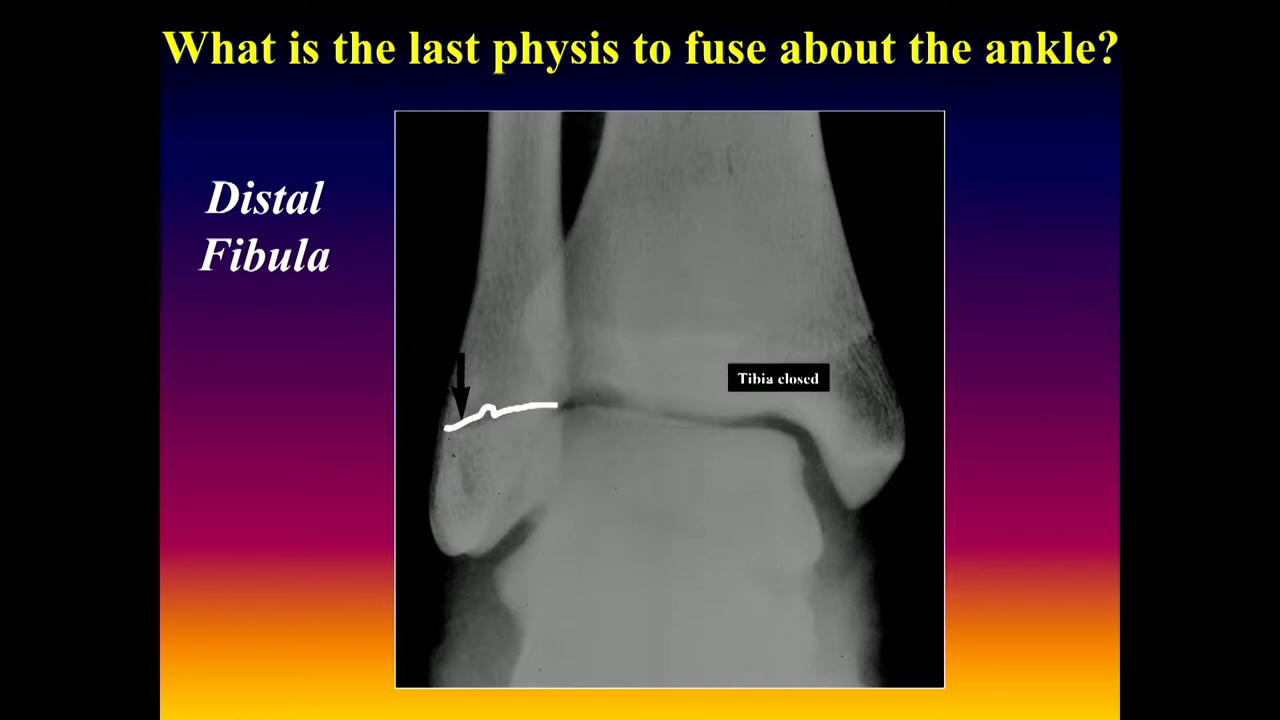 What is the last physis to fuse about the ankle?
Distal
Fibula
Tibia closed